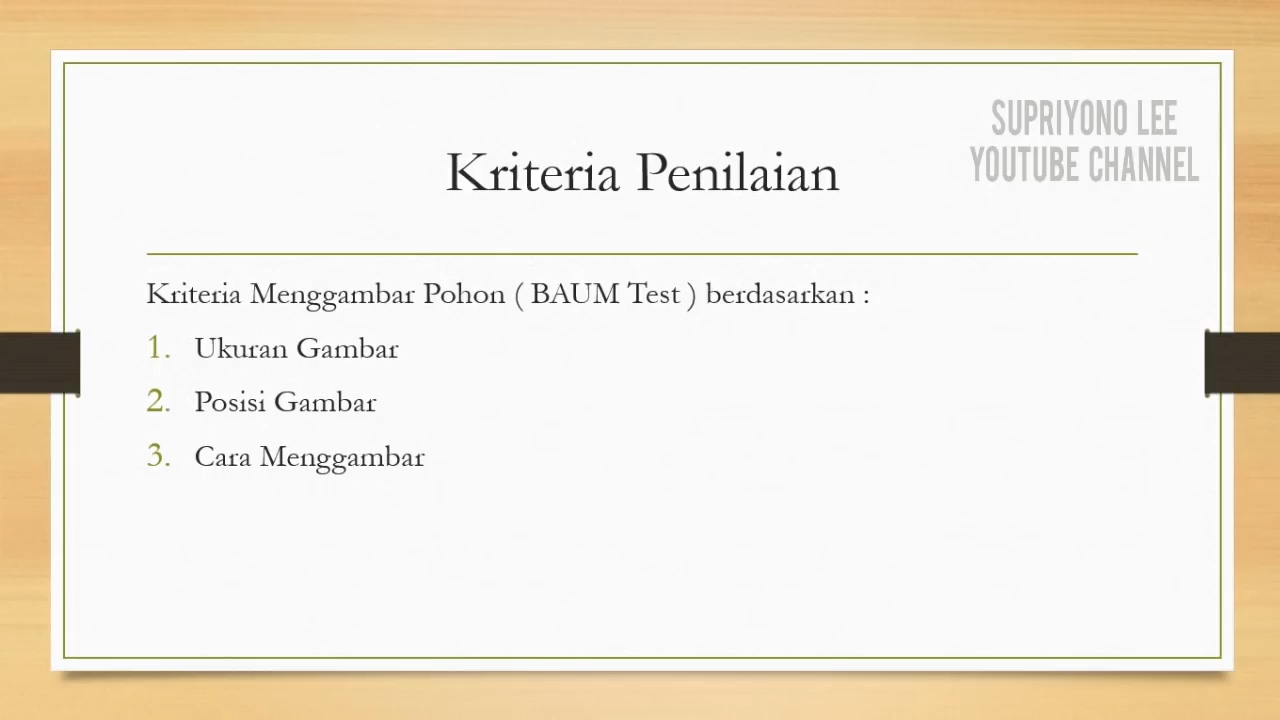 SUPRIYONO LEE
YOUTUBE CHANNEL
Kriteria Penilaian
Kriteria Menggambar Pohon ( BAUM Test ) berdasarkan :
1. Ukuran Gambar
2. Posisi Gambar
3. Cara Menggambar